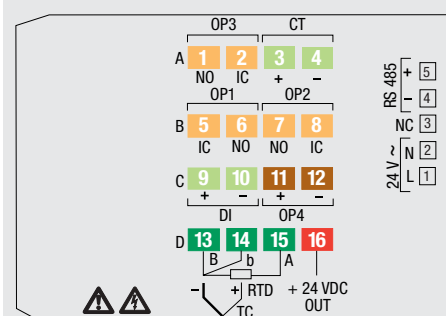 OP3 CT
A 1 2 3 4
NO IC + −
OP1 OP2
B 5 6 7 8
IC NO NO IC
C 9 10 11 12
+ − + −
DI OP4
D 13 14 15 16
B b A
− + RTD + 24 VDC
TC OUT
RS 485 + 5
− 4
NC 3
24 V ~ N 2
L 1